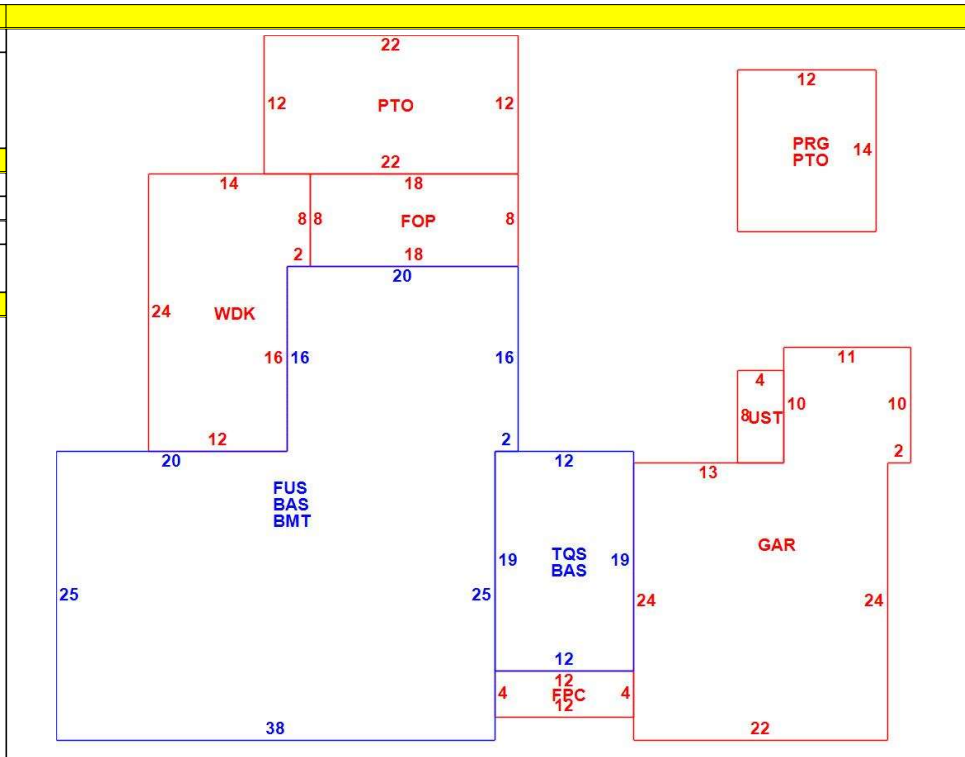 22
12 PTO 12
22
12
PRG
PTO 14
14
18
8 8 FOP 8
2 18
20
24 WDK
16 16 16
12
20
2
12
11
4
8 UST 10 10
2
13
FUS
BAS
BMT
GAR
19 TQS 19
BAS
25 25
24 24
12
12
4 FPC 4
12
38
22